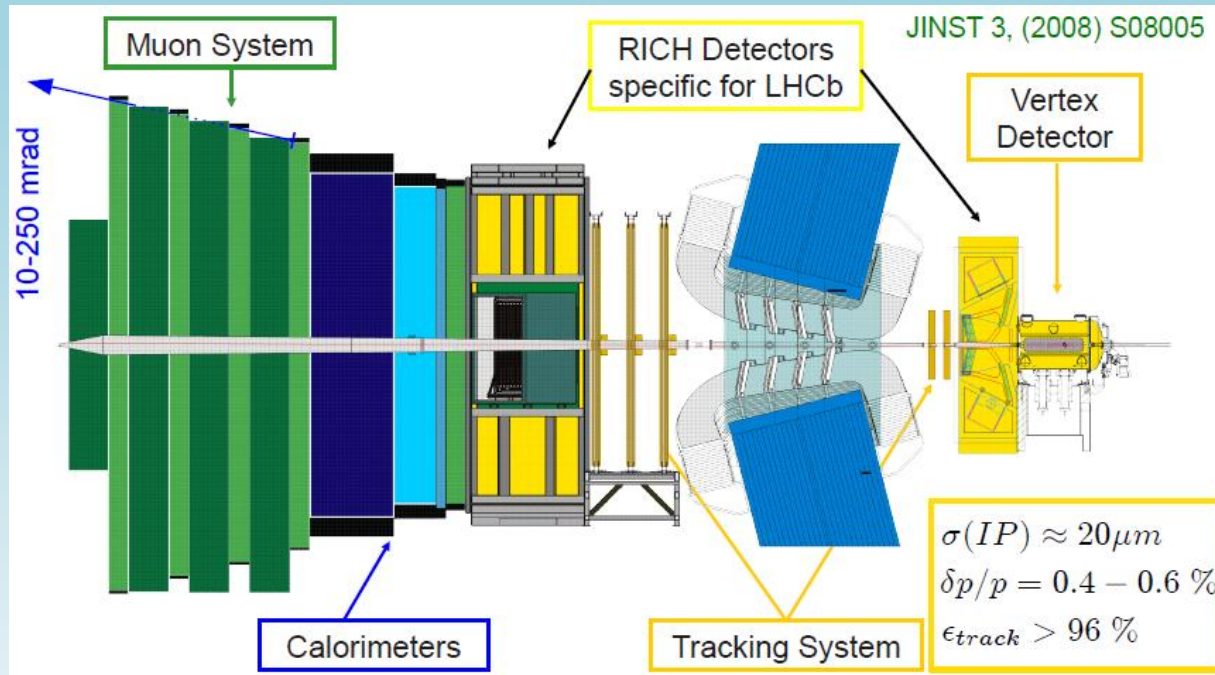 JINST 3, (2008) S08005
Muon System
RICH Detectors
specific for LHCb
Vertex
Detector
10-250 mrad
σ(IP) ≈ 20μm
δp/p = 0.4 − 0.6 %
ϵtrack > 96 %
Calorimeters
Tracking System